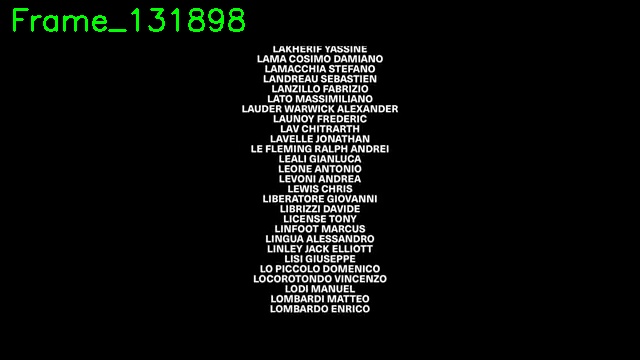 Frame_131898
LAKHERIF YASSINE
LAMA COSIMO DAMIANO
LAMACCHIA STEFANO
LANDREAU SEBASTIEN
LANZILLO FABRIZIO
LATO MASSIMILIANO
LAUDER WARWICK ALEXANDER
LAUNOY FREDERIC
LAV CHITRARTH
LAVELLE JONATHAN
LE FLEMING RALPH ANDREI
LEALI GIANLUCA
LEONE ANTONIO
LEVONI ANDREA
LEWIS CHRIS
LIBERATORE GIOVANNI
LIBRIZZI DAVIDE
LICENSE TONY
LINFOOT MARCUS
LINGUA ALESSANDRO
LINLEY JACK ELLIOTT
LISI GIUSEPPE
LO PICCOLO DOMENICO
LOCOROTONDO VINCENZO
LODI MANUEL
LOMBARDI MATTEO
LOMBARDO ENRICO